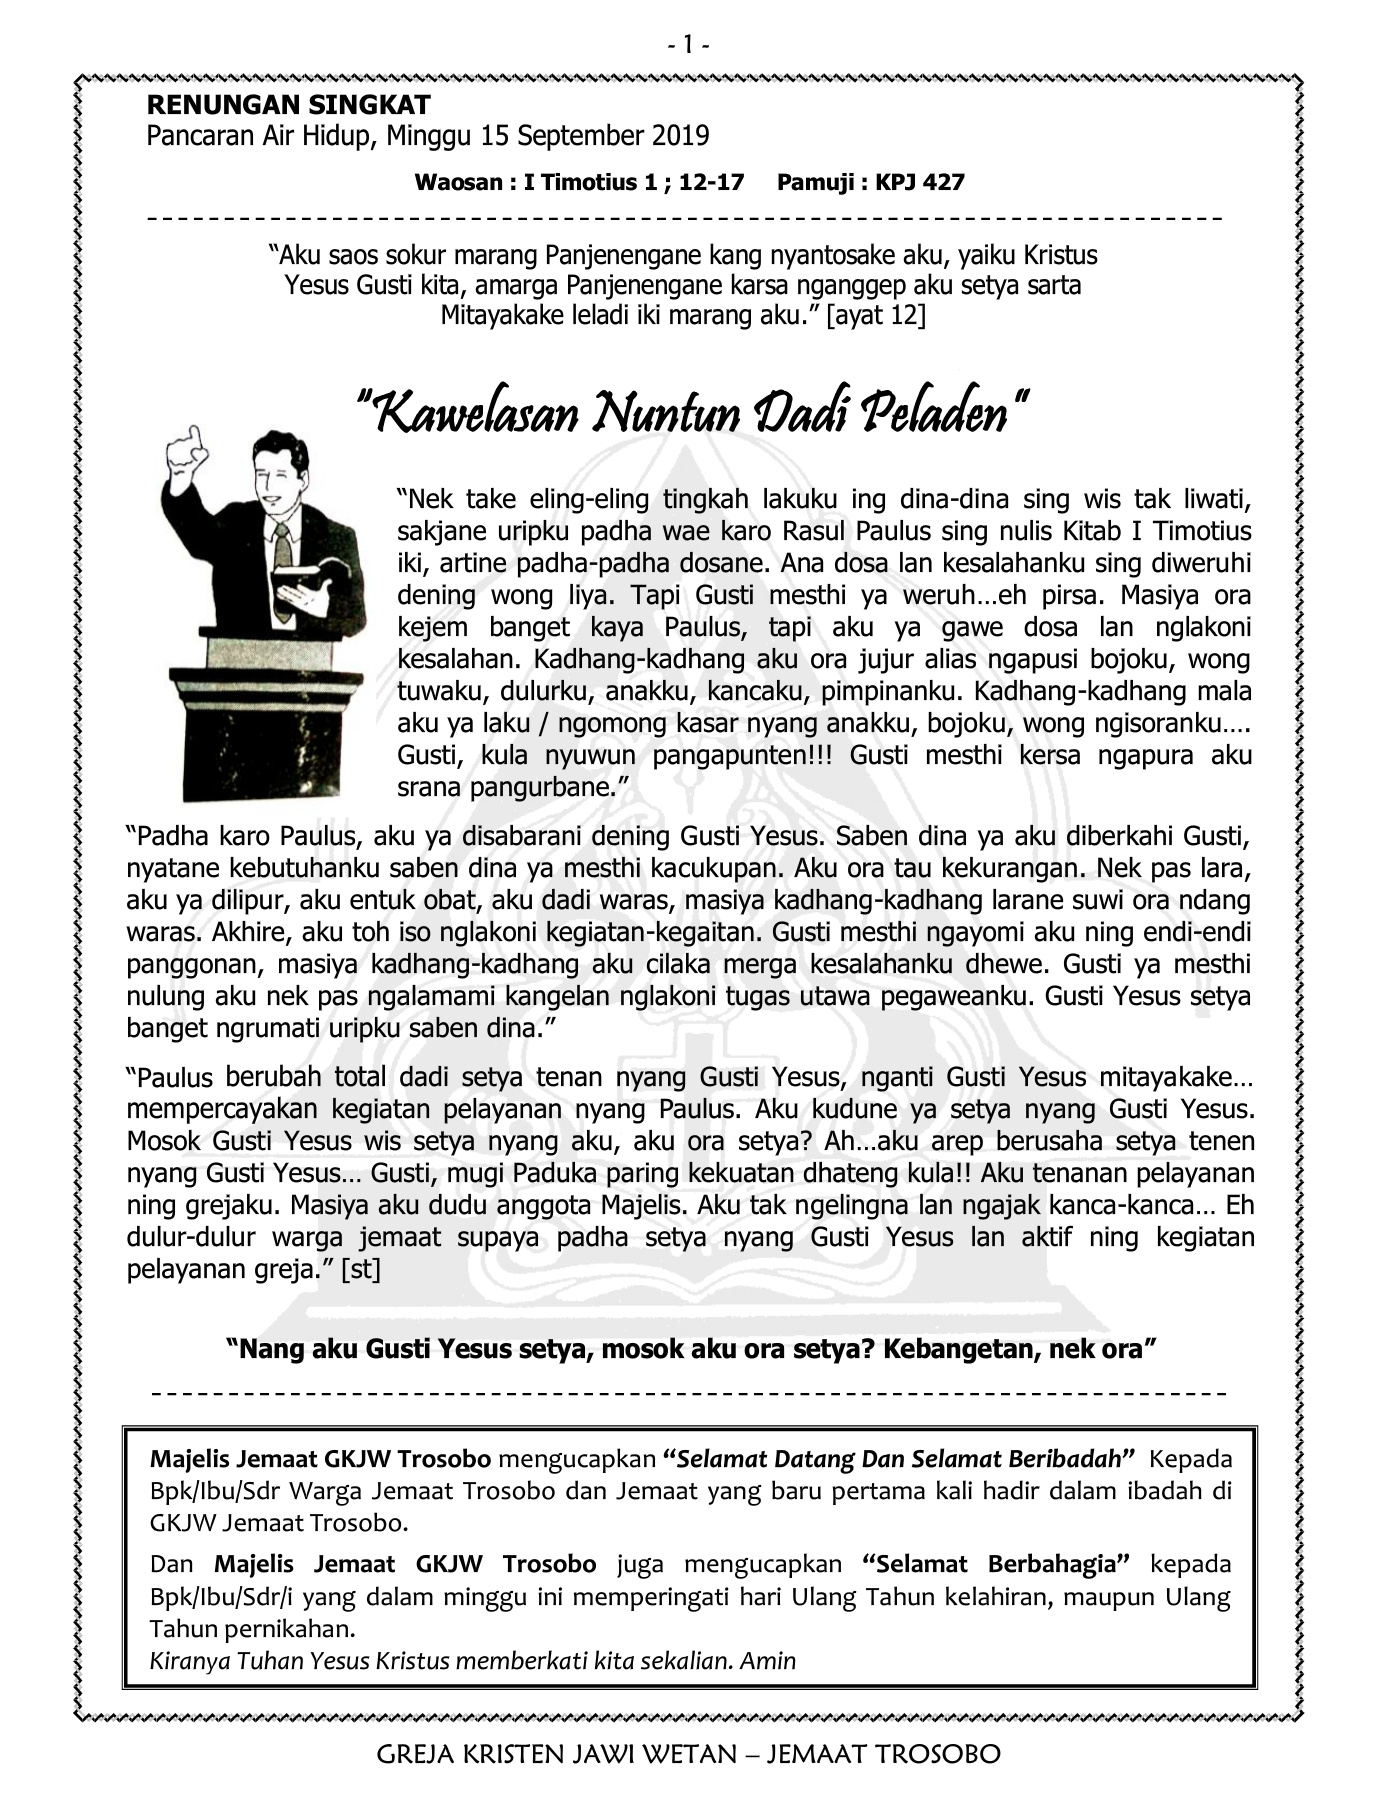 - 1 -
RENUNGAN SINGKAT
Pancaran Air Hidup, Minggu 15 September 2019
Waosan : I Timotius 1 ; 12-17 Pamuji : KPJ 427
“Aku saos sokur marang Panjenengane kang nyantosake aku, yaiku Kristus
Yesus Gusti kita, amarga Panjenengane karsa nganggep aku setya sarta
Mitayakake leladi iki marang aku.” [ayat 12]
"Kawelasan Nuntun Dadi Peladen"
“Nek take eling-eling tingkah lakuku ing dina-dina sing wis tak liwati,
sakjane uripku padha wae karo Rasul Paulus sing nulis Kitab I Timotius
iki, artine padha-padha dosane. Ana dosa lan kesalahanku sing diweruhi
dening wong liya. Tapi Gusti mesthi ya weruh…eh pirsa. Masiya ora
kejem banget kaya Paulus, tapi aku ya gawe dosa lan nglakoni
kesalahan. Kadhang-kadhang aku ora jujur alias ngapusi bojoku, wong
tuwaku, dulurku, anakku, kancaku, pimpinanku. Kadhang-kadhang mala
aku ya laku / ngomong kasar nyang anakku, bojoku, wong ngisoranku….
Gusti, kula nyuwun pangapunten!!! Gusti mesthi kersa ngapura aku
srana pangurbane.”
“Padha karo Paulus, aku ya disabarani dening Gusti Yesus. Saben dina ya aku diberkahi Gusti,
nyatane kebutuhanku saben dina ya mesthi kacukupan. Aku ora tau kekurangan. Nek pas lara,
aku ya dilipur, aku entuk obat, aku dadi waras, masiya kadhang-kadhang larane suwi ora ndang
waras. Akhire, aku toh iso nglakoni kegiatan-kegaitan. Gusti mesthi ngayomi aku ning endi-endi
panggonan, masiya kadhang-kadhang aku cilaka merga kesalahanku dhewe. Gusti ya mesthi
nulung aku nek pas ngalamami kangelan nglakoni tugas utawa pegaweanku. Gusti Yesus setya
banget ngrumati uripku saben dina.”
“Paulus berubah total dadi setya tenan nyang Gusti Yesus, nganti Gusti Yesus mitayakake…
mempercayakan kegiatan pelayanan nyang Paulus. Aku kudune ya setya nyang Gusti Yesus.
Mosok Gusti Yesus wis setya nyang aku, aku ora setya? Ah…aku arep berusaha setya tenen
nyang Gusti Yesus… Gusti, mugi Paduka paring kekuatan dhateng kula!! Aku tenanan pelayanan
ning grejaku. Masiya aku dudu anggota Majelis. Aku tak ngelingna lan ngajak kanca-kanca… Eh
dulur-dulur warga jemaat supaya padha setya nyang Gusti Yesus lan aktif ning kegiatan
pelayanan greja.” [st]
“Nang aku Gusti Yesus setya, mosok aku ora setya? Kebangetan, nek ora”
Majelis Jemaat GKJW Trosobo mengucapkan “Selamat Datang Dan Selamat Beribadah” Kepada
Bpk/Ibu/Sdr Warga Jemaat Trosobo dan Jemaat yang baru pertama kali hadir dalam ibadah di
GKJW Jemaat Trosobo.
Dan Majelis Jemaat GKJW Trosobo juga mengucapkan “Selamat Berbahagia” kepada
Bpk/Ibu/Sdr/i yang dalam minggu ini memperingati hari Ulang Tahun kelahiran, maupun Ulang
Tahun pernikahan.
Kiranya Tuhan Yesus Kristus memberkati kita sekalian. Amin
GREJA KRISTEN JAWI WETAN – JEMAAT TROSOBO